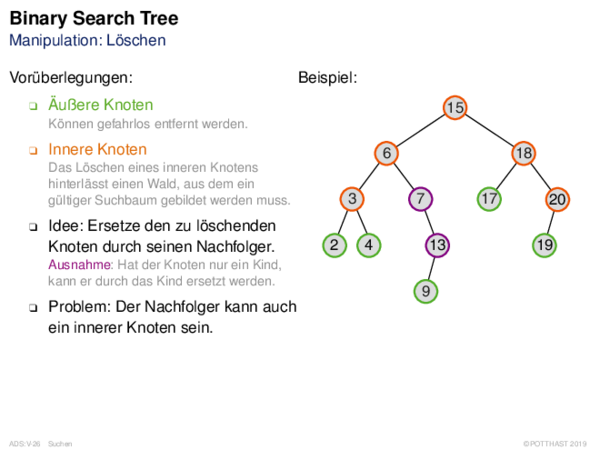 Binary Search Tree
Manipulation: Löschen
Vorüberlegungen:
❑ Äußere Knoten
Können gefahrlos entfernt werden.
❑ Innere Knoten
Das Löschen eines inneren Knotens
hinterlässt einen Wald, aus dem ein
gültiger Suchbaum gebildet werden muss.
❑ Idee: Ersetze den zu löschenden
Knoten durch seinen Nachfolger.
Ausnahme: Hat der Knoten nur ein Kind,
kann er durch das Kind ersetzt werden.
❑ Problem: Der Nachfolger kann auch
ein innerer Knoten sein.
Beispiel:
15
6 18
3 7 17 20
2 4 13 19
9
ADS:V-26 Suchen
©POTTHAST 2019